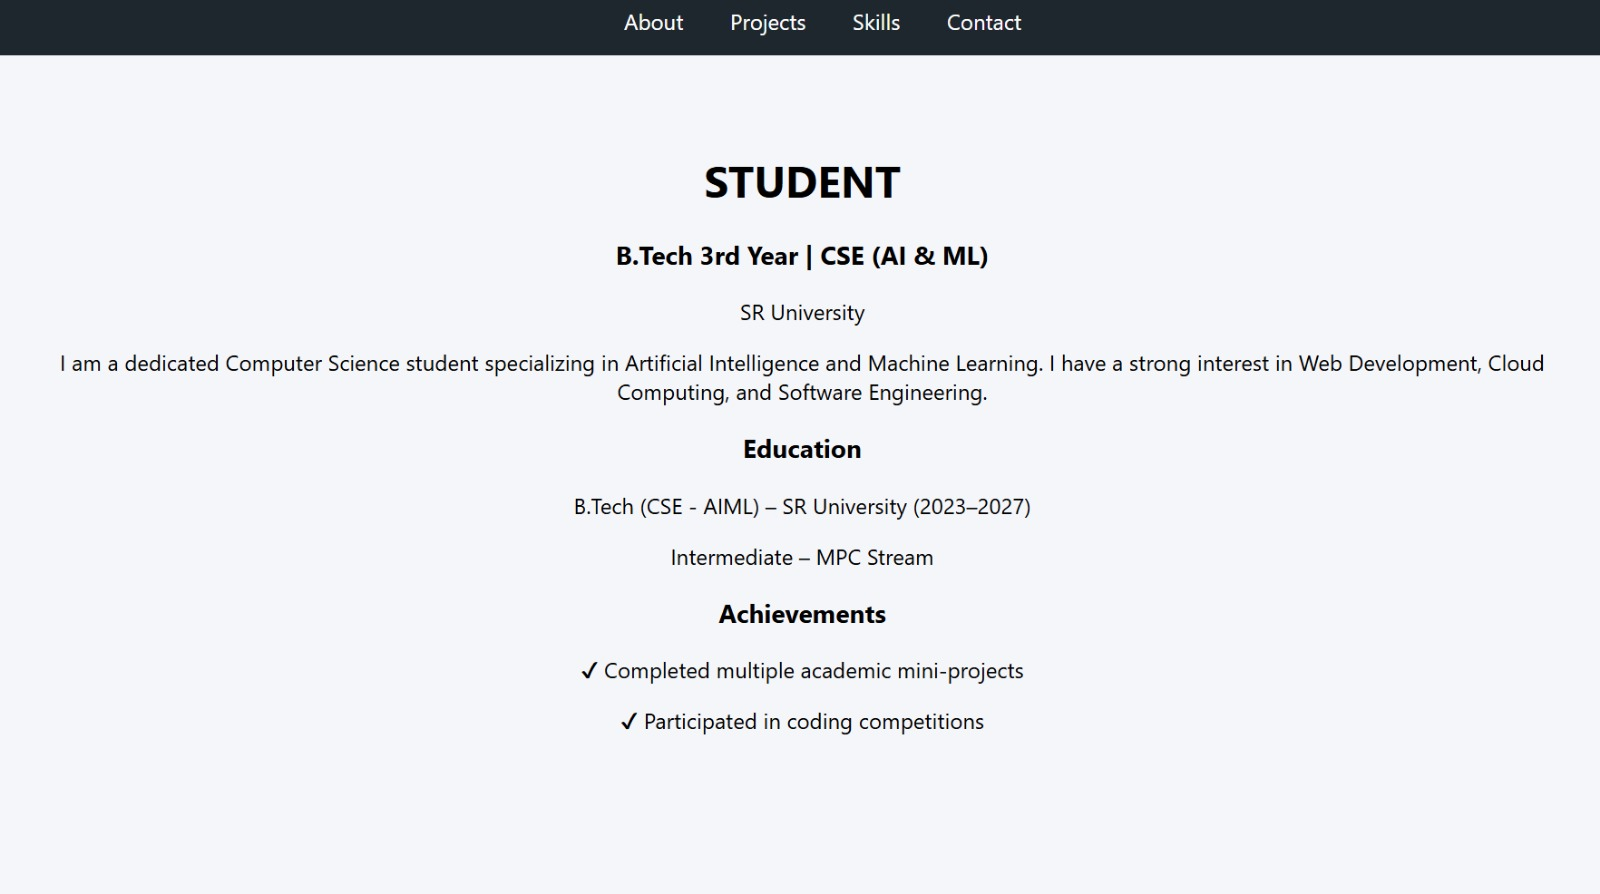 About Projects Skills Contact
STUDENT
B.Tech 3rd Year | CSE (AI & ML)
SR University
I am a dedicated Computer Science student specializing in Artificial Intelligence and Machine Learning. I have a strong interest in Web Development, Cloud
Computing, and Software Engineering.
Education
B.Tech (CSE - AIML) – SR University (2023–2027)
Intermediate – MPC Stream
Achievements
✔ Completed multiple academic mini-projects
✔ Participated in coding competitions